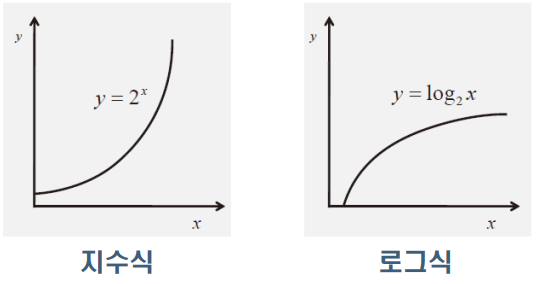 y
y = 2^x
x
지수식
y
y = log₂ x
x
로그식